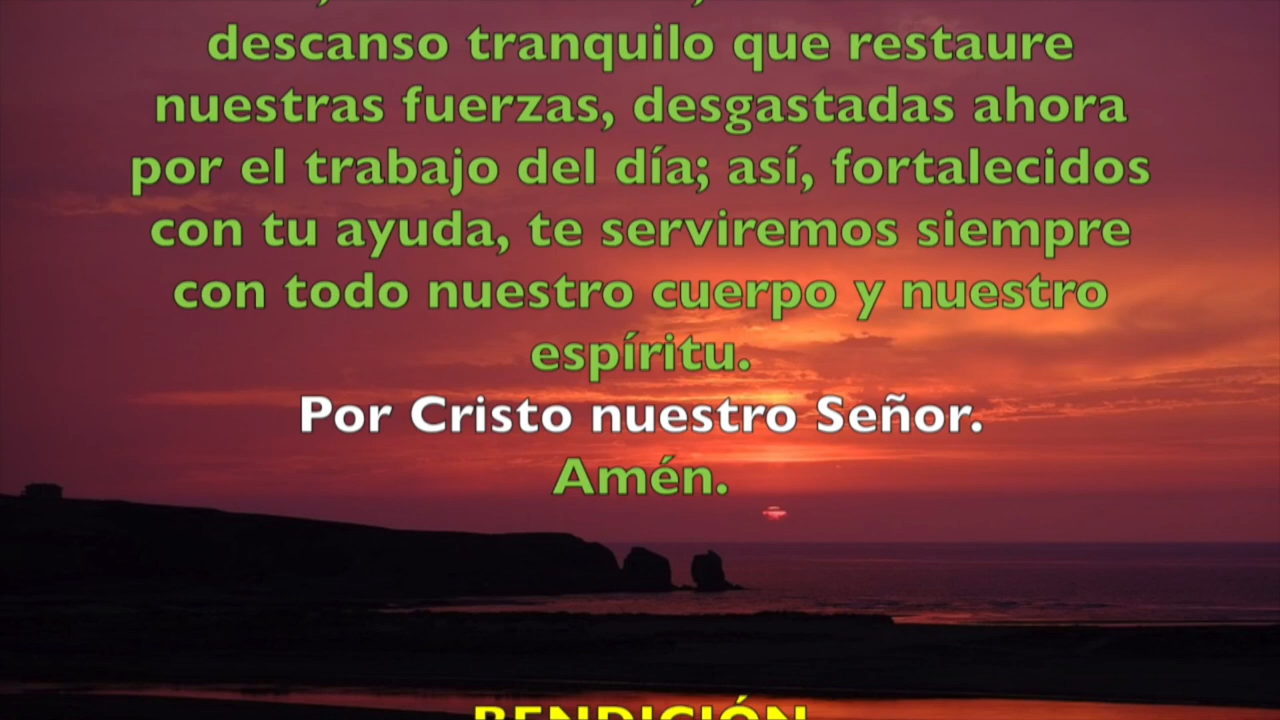 descanso tranquilo que restaure
nuestras fuerzas, desgastadas ahora
por el trabajo del día; así, fortalecidos
con tu ayuda, te serviremos siempre
con todo nuestro cuerpo y nuestro
espíritu.
Por Cristo nuestro Señor.
Amén.
BENDICIÓN